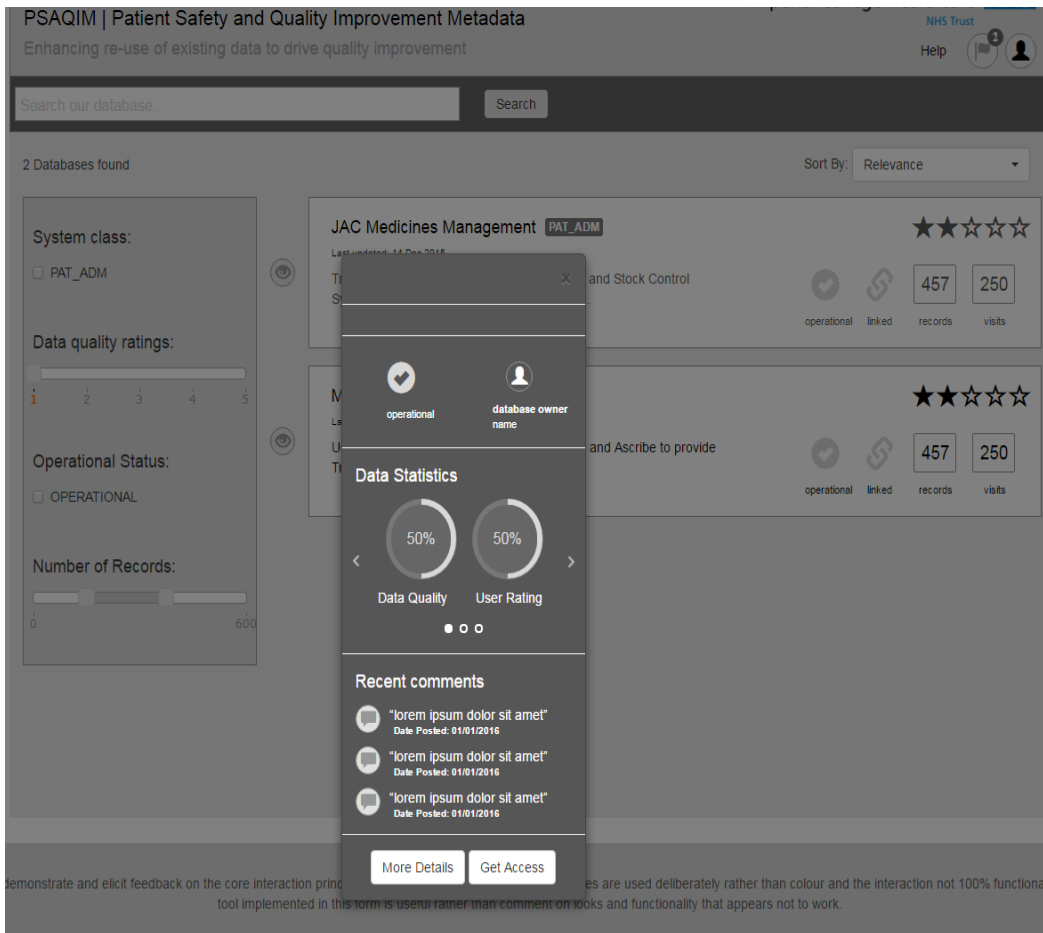 PSAQIM | Patient Safety and Quality Improvement Metadata
NHS Trust
Enhancing re-use of existing data to drive quality improvement
Help
2
Search our database...
Search
2 Databases found
Sort By:
Relevance
System class:
PAT_ADM
Data quality ratings:
1 2 3 4 5
Operational Status:
OPERATIONAL
Number of Records:
0 600
JAC Medicines Management PAT_ADM
Last updated: 14 Dec 2015
and Stock Control
operational linked
457 records
250 visits
and Ascribe to provide
operational linked
457 records
250 visits
×
operational
database owner
name
Data Statistics
50% 50%
Data Quality User Rating
Recent comments
"lorem ipsum dolor sit amet"
Date Posted: 01/01/2016
"lorem ipsum dolor sit amet"
Date Posted: 01/01/2016
"lorem ipsum dolor sit amet"
Date Posted: 01/01/2016
More Details
Get Access
demonstrate and elicit feedback on the core interaction es are used deliberately rather than colour and the interaction not 100%
tool implemented in this form is useful rather than comment on looks and functionality that appears not to work.